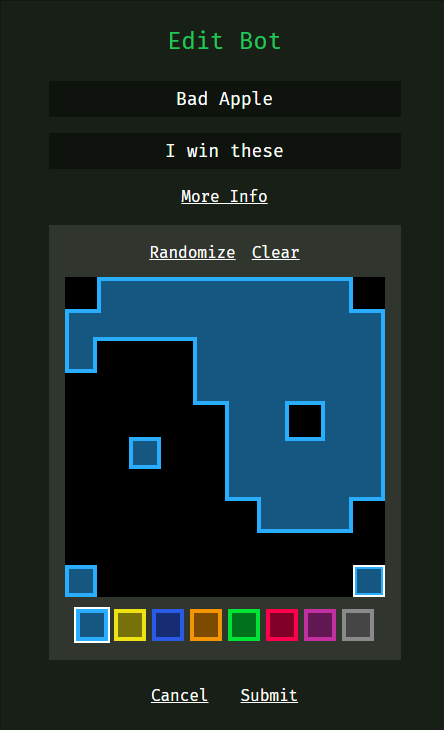 Edit Bot
Bad Apple
I win these
More Info
Randomize Clear
Cancel Submit